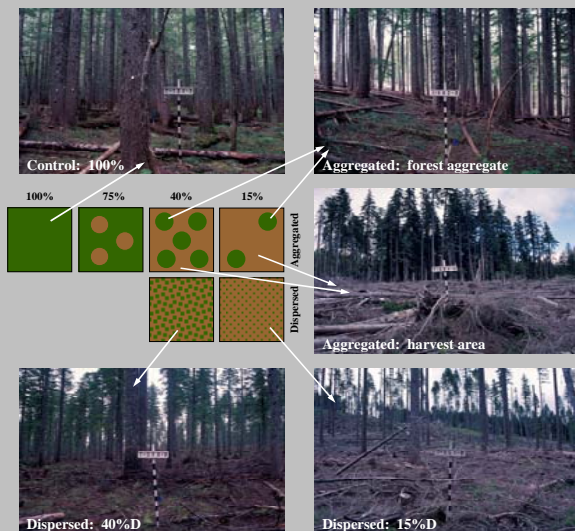 Control: 100%
Aggregated: forest aggregate
100%
75%
40%
15%
Aggregated
Dispersed
Aggregated: harvest area
Dispersed: 40%D
Dispersed: 15%D